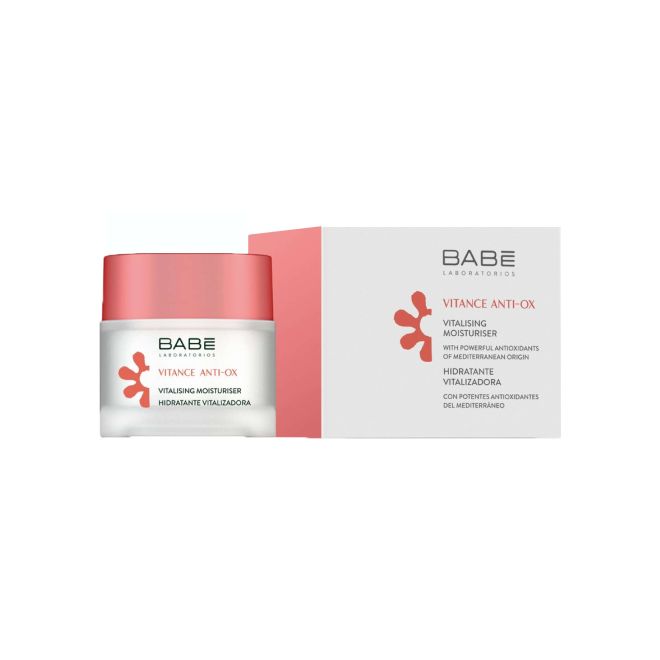 BABĒ
LABORATORIOS
VITANCE ANTI-OX
VITALISING MOISTURISER
HIDRATANTE VITALIZADORA
BABĒ
LABORATORIOS
VITANCE ANTI-OX
VITALISING
MOISTURISER
WITH POWERFUL ANTIOXIDANTS
OF MEDITERRANEAN ORIGIN
HIDRATANTE
VITALIZADORA
CON POTENTES ANTIOXIDANTES
DEL MEDITERRÁNEO